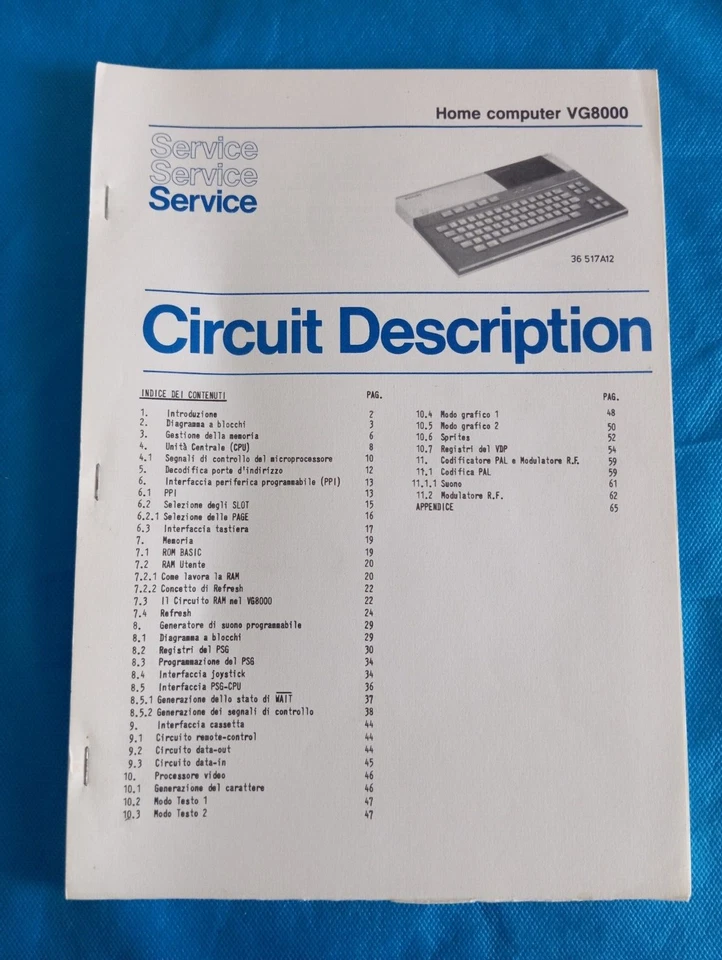 Home computer VG8000
Service
Service
Service
36 517A12
Circuit Description
INDICE DEI CONTENUTI PAG.
1. Introduzione 2
2. Diagramma a blocchi 3
3. Gestione della memoria 6
4. Unità Centrale (CPU) 8
4.1 Segnali di controllo del microprocessore 10
5. Decodifica porte d'indirizzo 12
6. Interfaccia periferica programmabile (PPI) 13
6.1 PPI 13
6.2 Selezione degli SLOT 15
6.2.1 Selezione delle PAGE 16
6.3 Interfaccia tastiera 17
7. Memoria 19
7.1 ROM BASIC 19
7.2 RAM Utente 20
7.2.1 Come lavora la RAM 20
7.2.2 Concetto di Refresh 22
7.3 Il Circuito RAM nel VG8000 22
7.4 Refresh 24
8. Generatore di suono programmabile 29
8.1 Diagramma a blocchi 29
8.2 Registri del PSG 30
8.3 Programmazione del PSG 34
8.4 Interfaccia joystick 34
8.5 Interfaccia PSG-CPU 36
8.5.1 Generazione dello stato di WAIT 37
8.5.2 Generazione dei segnali di controllo 38
9. Interfaccia cassetta 44
9.1 Circuito remote-control 44
9.2 Circuito data-out 44
9.3 Circuito data-in 45
10. Processore video 46
10.1 Generazione del carattere 46
10.2 Modo Testo 1 47
10.3 Modo Testo 2 47
PAG.
10.4 Modo grafico 1 48
10.5 Modo grafico 2 50
10.6 Sprites 52
10.7 Registri del VDP 54
11. Codificatore PAL e Modulatore R.F. 59
11.1 Codifica PAL 59
11.1.1 Suono 61
11.2 Modulatore R.F. 62
APPENDICE 65